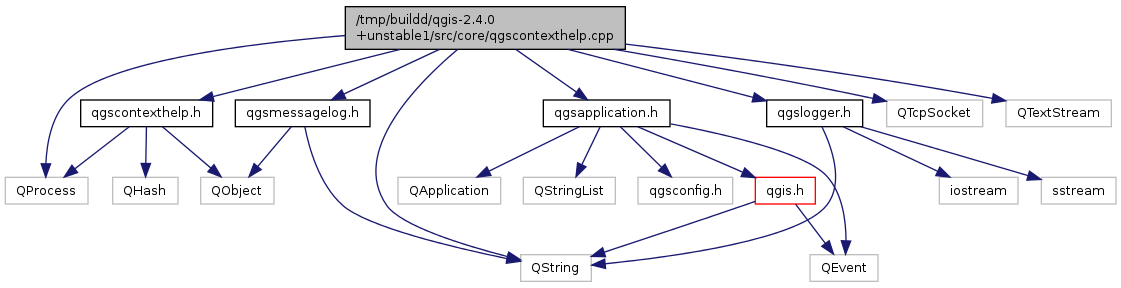 /tmp/buildd/qgis-2.4.0
+unstable1/src/core/qgscontexthelp.cpp
qgscontexthelp.h
qgsmessagelog.h
qgsapplication.h
qgslogger.h
QTcpSocket
QTextStream
QProcess
QHash
QObject
QApplication
QStringList
qgsconfig.h
qgis.h
iostream
sstream
QString
QEvent